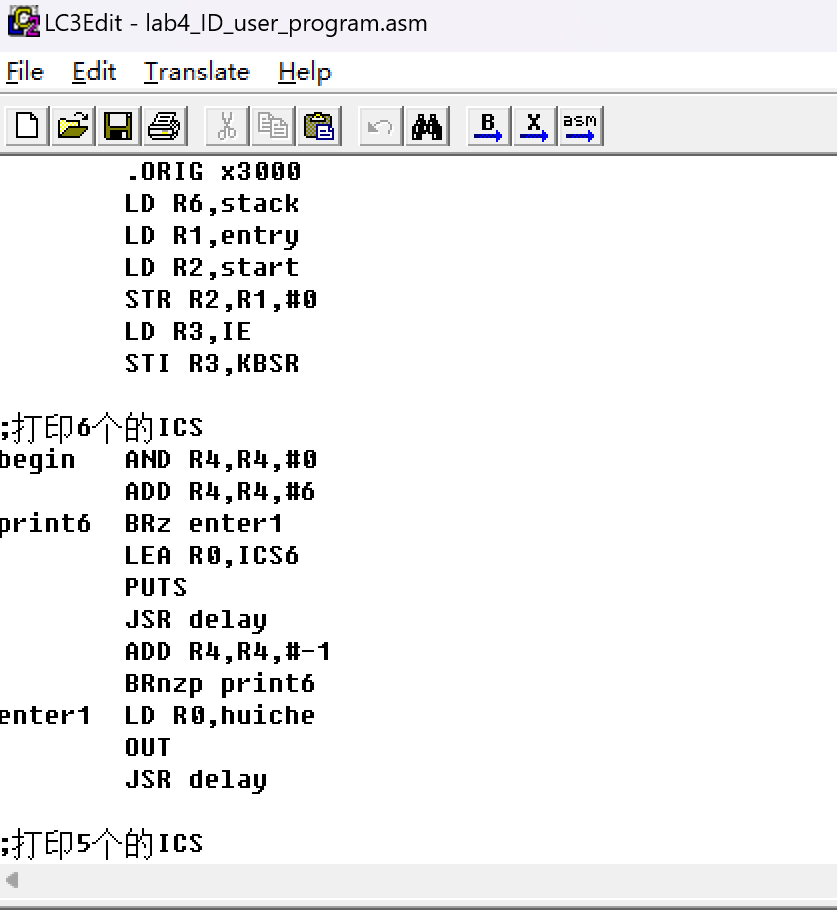 LC3Edit - lab4_ID_user_program.asm
File Edit Translate Help
B X asm
.ORIG x3000
LD R6,stack
LD R1,entry
LD R2,start
STR R2,R1,#0
LD R3,IE
STI R3,KBSR
;打印6个的ICS
begin AND R4,R4,#0
ADD R4,R4,#6
print6 BRz enter1
LEA R0,ICS6
PUTS
JSR delay
ADD R4,R4,#-1
BRnzp print6
enter1 LD R0,huiche
OUT
JSR delay
;打印5个的ICS